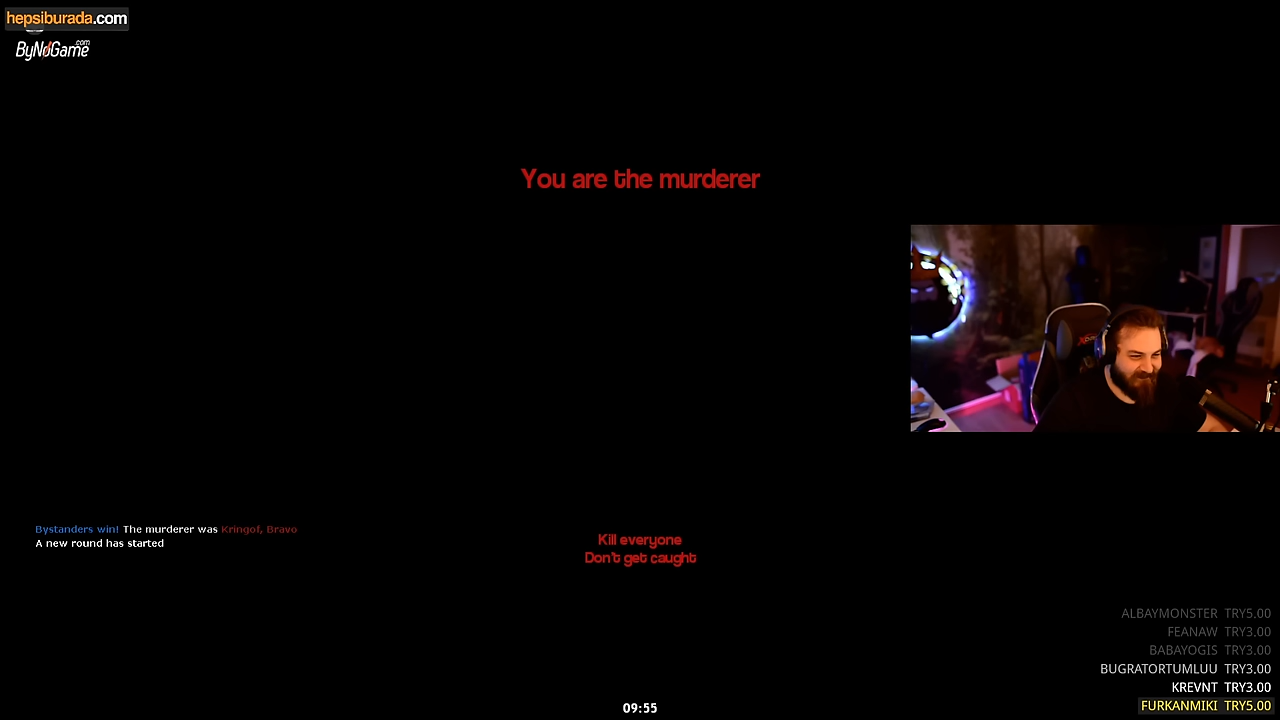 hepsiburada.com
ByNoGame.com
You are the murderer
Bystanders win! The murderer was Kringof, Bravo
A new round has started
Kill everyone
Don't get caught
ALBAYMONSTER TRY5.00
FEANAW TRY3.00
BABAYOGIS TRY3.00
BUGRATORTUMLUU TRY3.00
KREVNT TRY3.00
FURKANMIKI TRY5.00
09:55